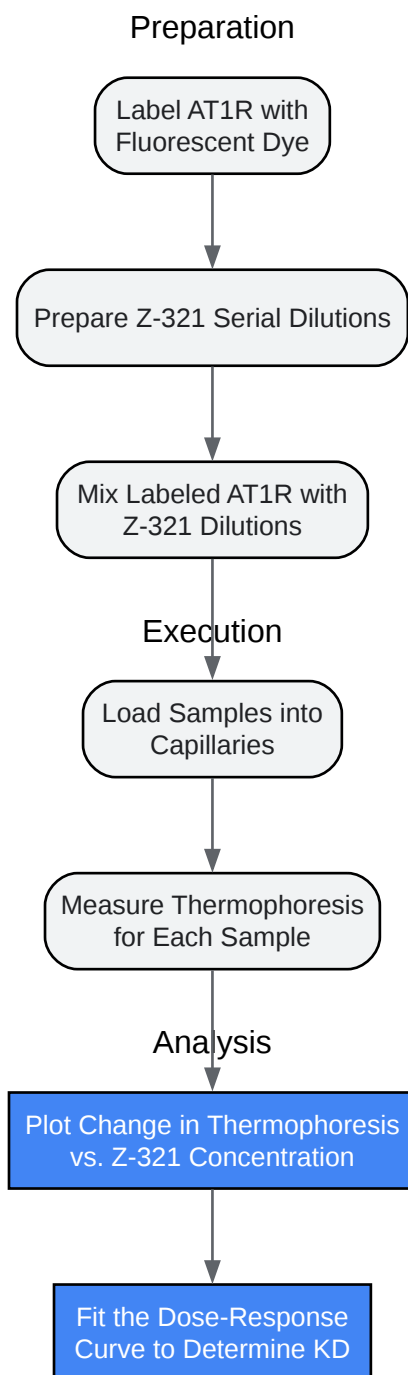 Preparation
Label AT1R with
Fluorescent Dye
Prepare Z-321 Serial Dilutions
Mix Labeled AT1R with
Z-321 Dilutions
Execution
Load Samples into
Capillaries
Measure Thermophoresis
for Each Sample
Analysis
Plot Change in Thermophoresis
vs. Z-321 Concentration
Fit the Dose-Response
Curve to Determine KD